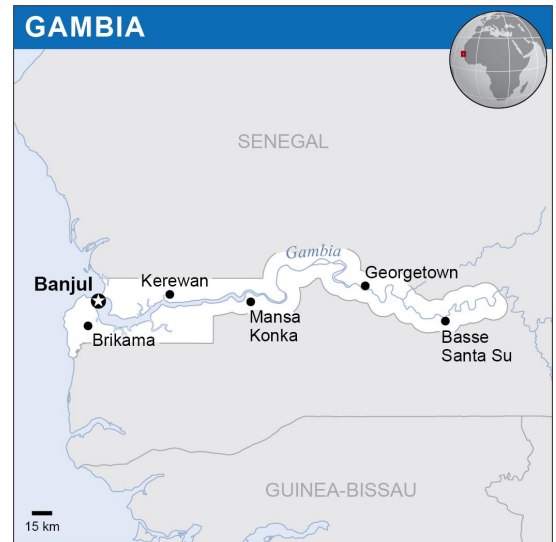 GAMBIA
SENEGAL
Gambia
Georgetown
Kerewan
Banjul
Mansa
Konka
Brikama
Basse
Santa Su
GUINEA-BISSAU
15 km